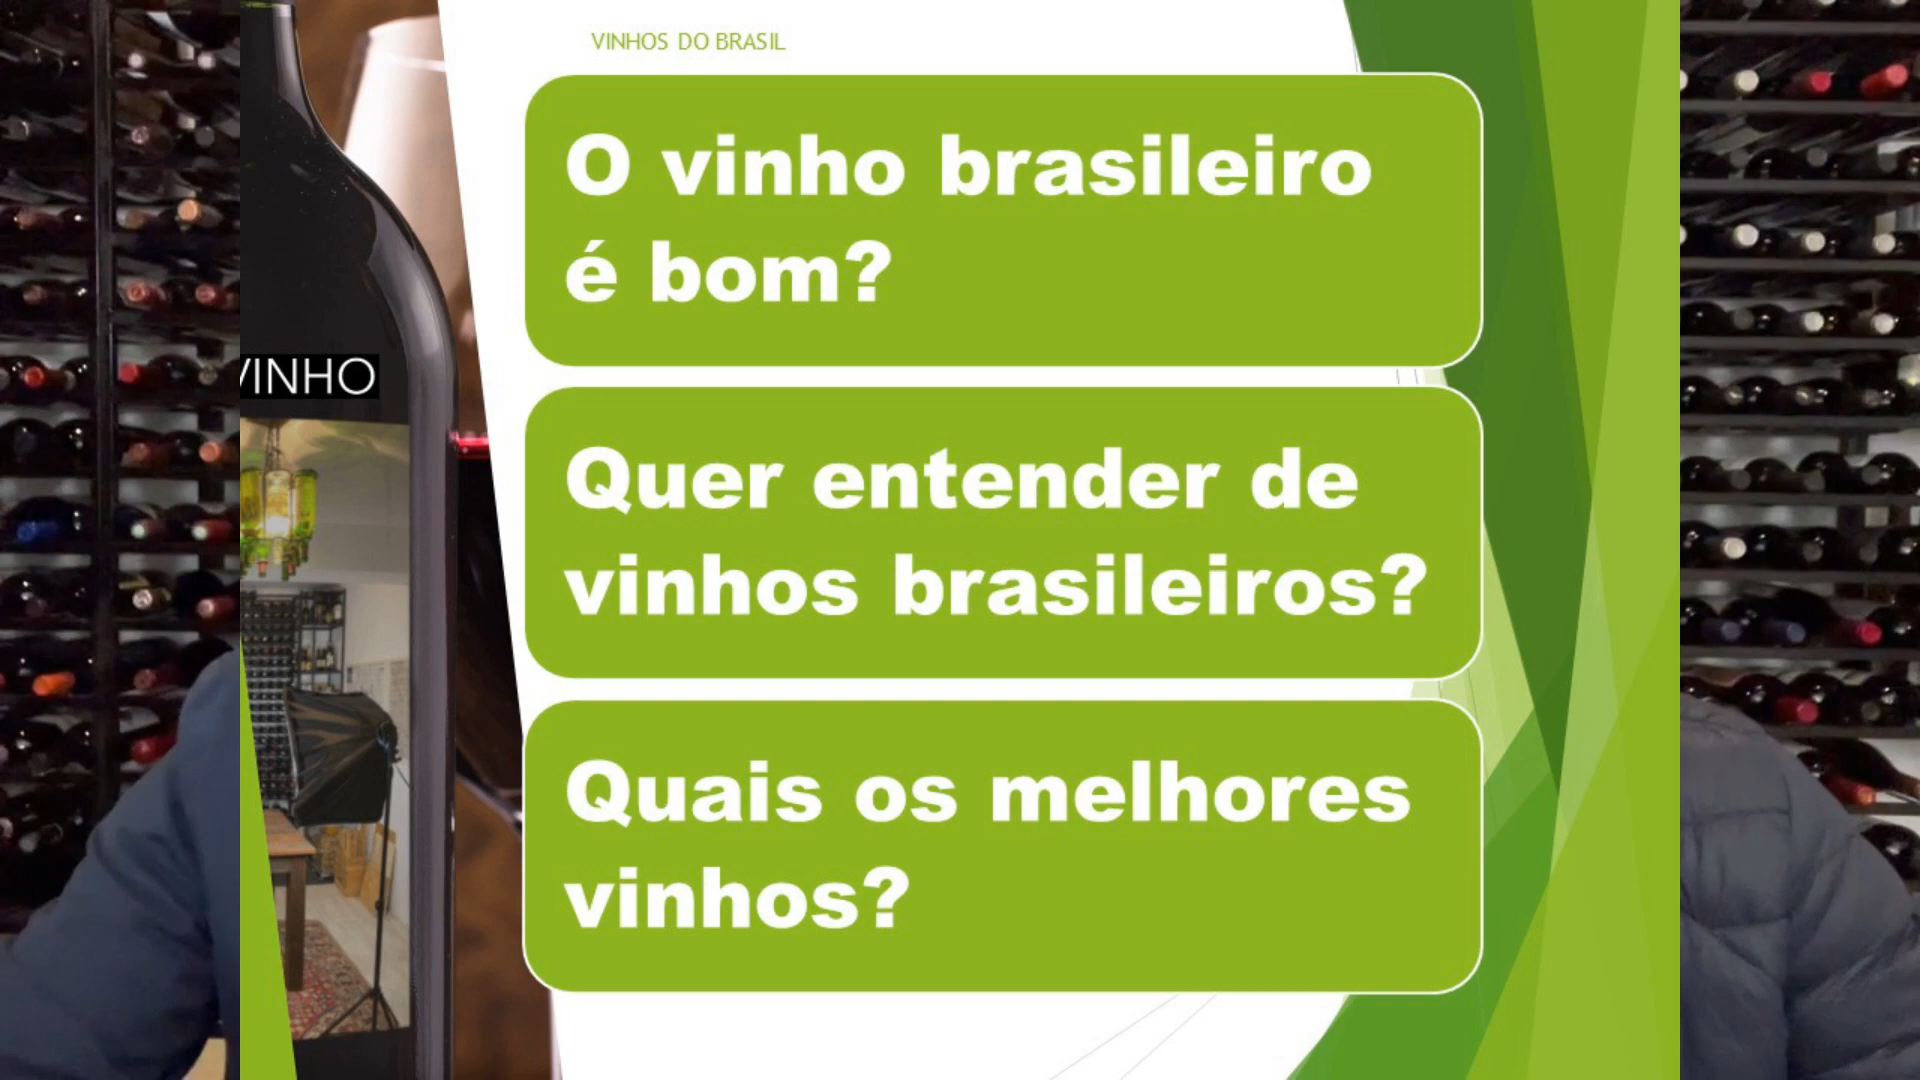 VINHOS DO BRASIL
O vinho brasileiro
é bom?
VINHO
Quer entender de
vinhos brasileiros?
Quais os melhores
vinhos?